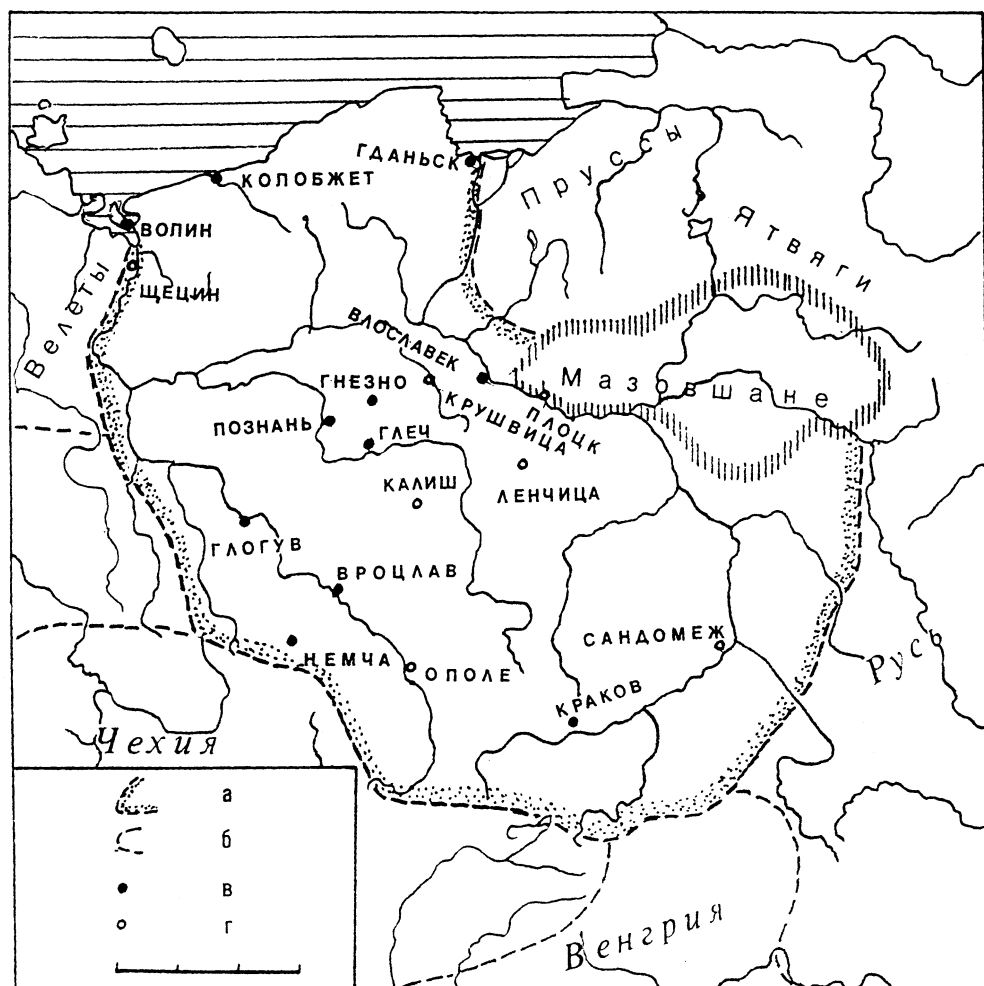 ГДАНЬСК
КОЛОБЖЕТ
Пруссы
Ятвяги
ВОЛИН
ЩЕЦИН
Велеты
ВЛОСЛАВЕК
ГНЕЗНО
Мазовшане
КРУШВИЦА
ПЛОЦК
ПОЗНАНЬ
ГЛЕЧ
КАЛИШ
ЛЕНЧИЦА
ГЛОГУВ
ВРОЦЛАВ
САНДОМЕЖ
Русь
НЕМЧА
ОПОЛЕ
КРАКОВ
Чехия
а
б
в
г
Венгрия